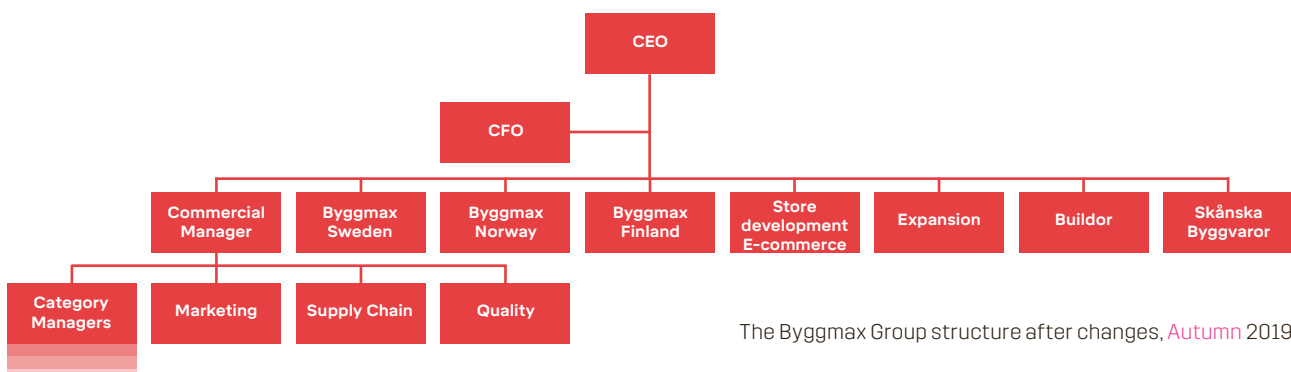 CEO
CFO
Commercial
Manager
Byggmax
Sweden
Byggmax
Norway
Byggmax
Finland
Store
development
E-commerce
Expansion
Buildor
Skånska
Byggvaror
Category
Managers
Marketing
Supply Chain
Quality
The Byggmax Group structure after changes, Autumn 2019